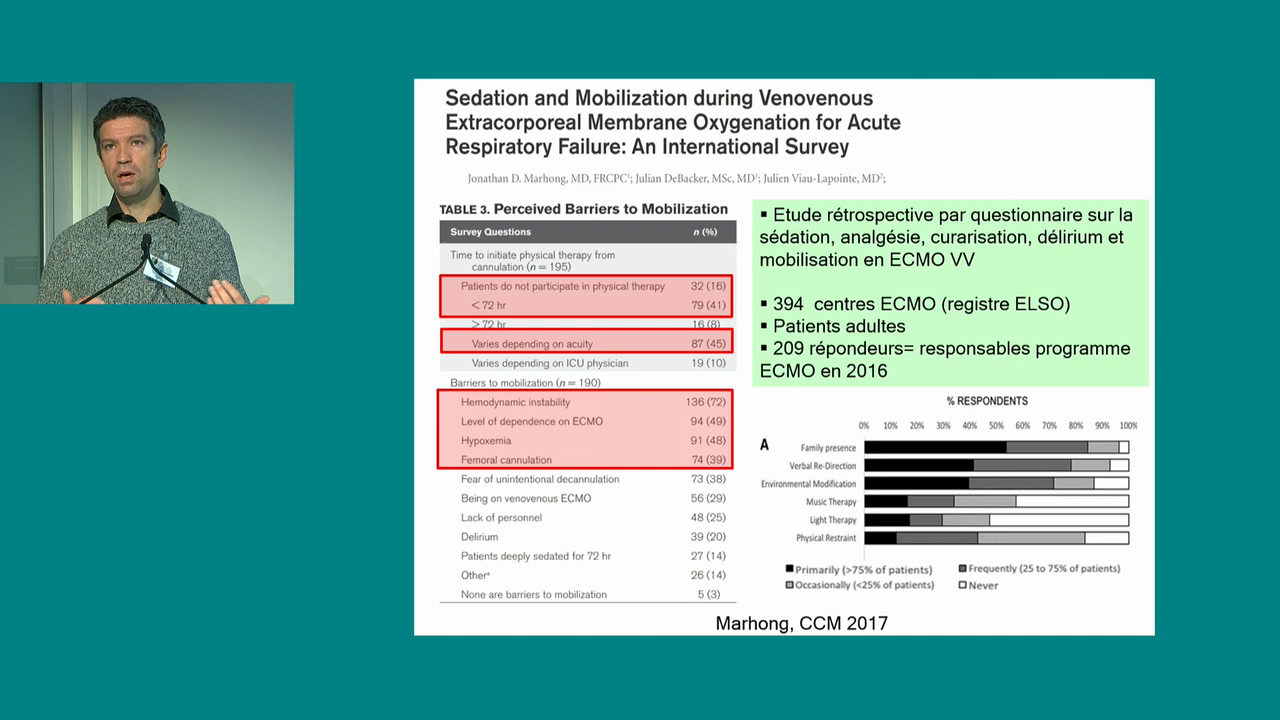 Sedation and Mobilization during Venovenous
Extracorporeal Membrane Oxygenation for Acute
Respiratory Failure: An International Survey
Jonathan D. Marhong, MD, FRCPC¹; Julian DeBacker, MSc, MD¹; Julien Viau-Lapointe, MD²;
TABLE 3. Perceived Barriers to Mobilization
Survey Questions n (%)
Time to initiate physical therapy from
cannulation (n = 195)
Patients do not participate in physical therapy 32 (16)
< 72 hr 79 (41)
> 72 hr 16 (8)
Varies depending on acuity 87 (45)
Varies depending on ICU physician 19 (10)
Barriers to mobilization (n = 190)
Hemodynamic instability 136 (72)
Level of dependence on ECMO 94 (49)
Hypoxemia 91 (48)
Femoral cannulation 74 (39)
Fear of unintentional decannulation 73 (38)
Being on venovenous ECMO 56 (29)
Lack of personnel 48 (25)
Delirium 39 (20)
Patients deeply sedated for 72 hr 27 (14)
Otherª 26 (14)
None are barriers to mobilization 5 (3)
▪ Etude rétrospective par questionnaire sur la
sédation, analgésie, curarisation, délirium et
mobilisation en ECMO VV
▪ 394 centres ECMO (registre ELSO)
▪ Patients adultes
▪ 209 répondeurs= responsables programme
ECMO en 2016
% RESPONDENTS
0% 10% 20% 30% 40% 50% 60% 70% 80% 90% 100%
A
Family presence
Verbal Re-Direction
Environmental Modification
Music Therapy
Light Therapy
Physical Restraint
Primarily (>75% of patients) Frequently (25 to 75% of patients)
Occasionally (<25% of patients) Never
Marhong, CCM 2017